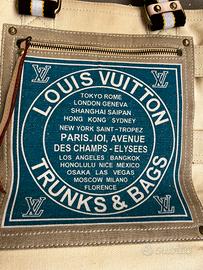 LOUIS VUITTON
TOKYO ROME
LONDON GENEVA
SHANGHAI SAIPAN
HONG KONG SYDNEY
NEW YORK SAINT-TROPEZ
PARIS.101, AVENUE
DES CHAMPS-ELYSEES
LOS ANGELES BANGKOK
HONOLULU NICE MEXICO
OSAKA LAS VEGAS
MOSCOW MILANO
FLORENCE
TRUNKS & BAGS
LV
LV
LV
LV
subito